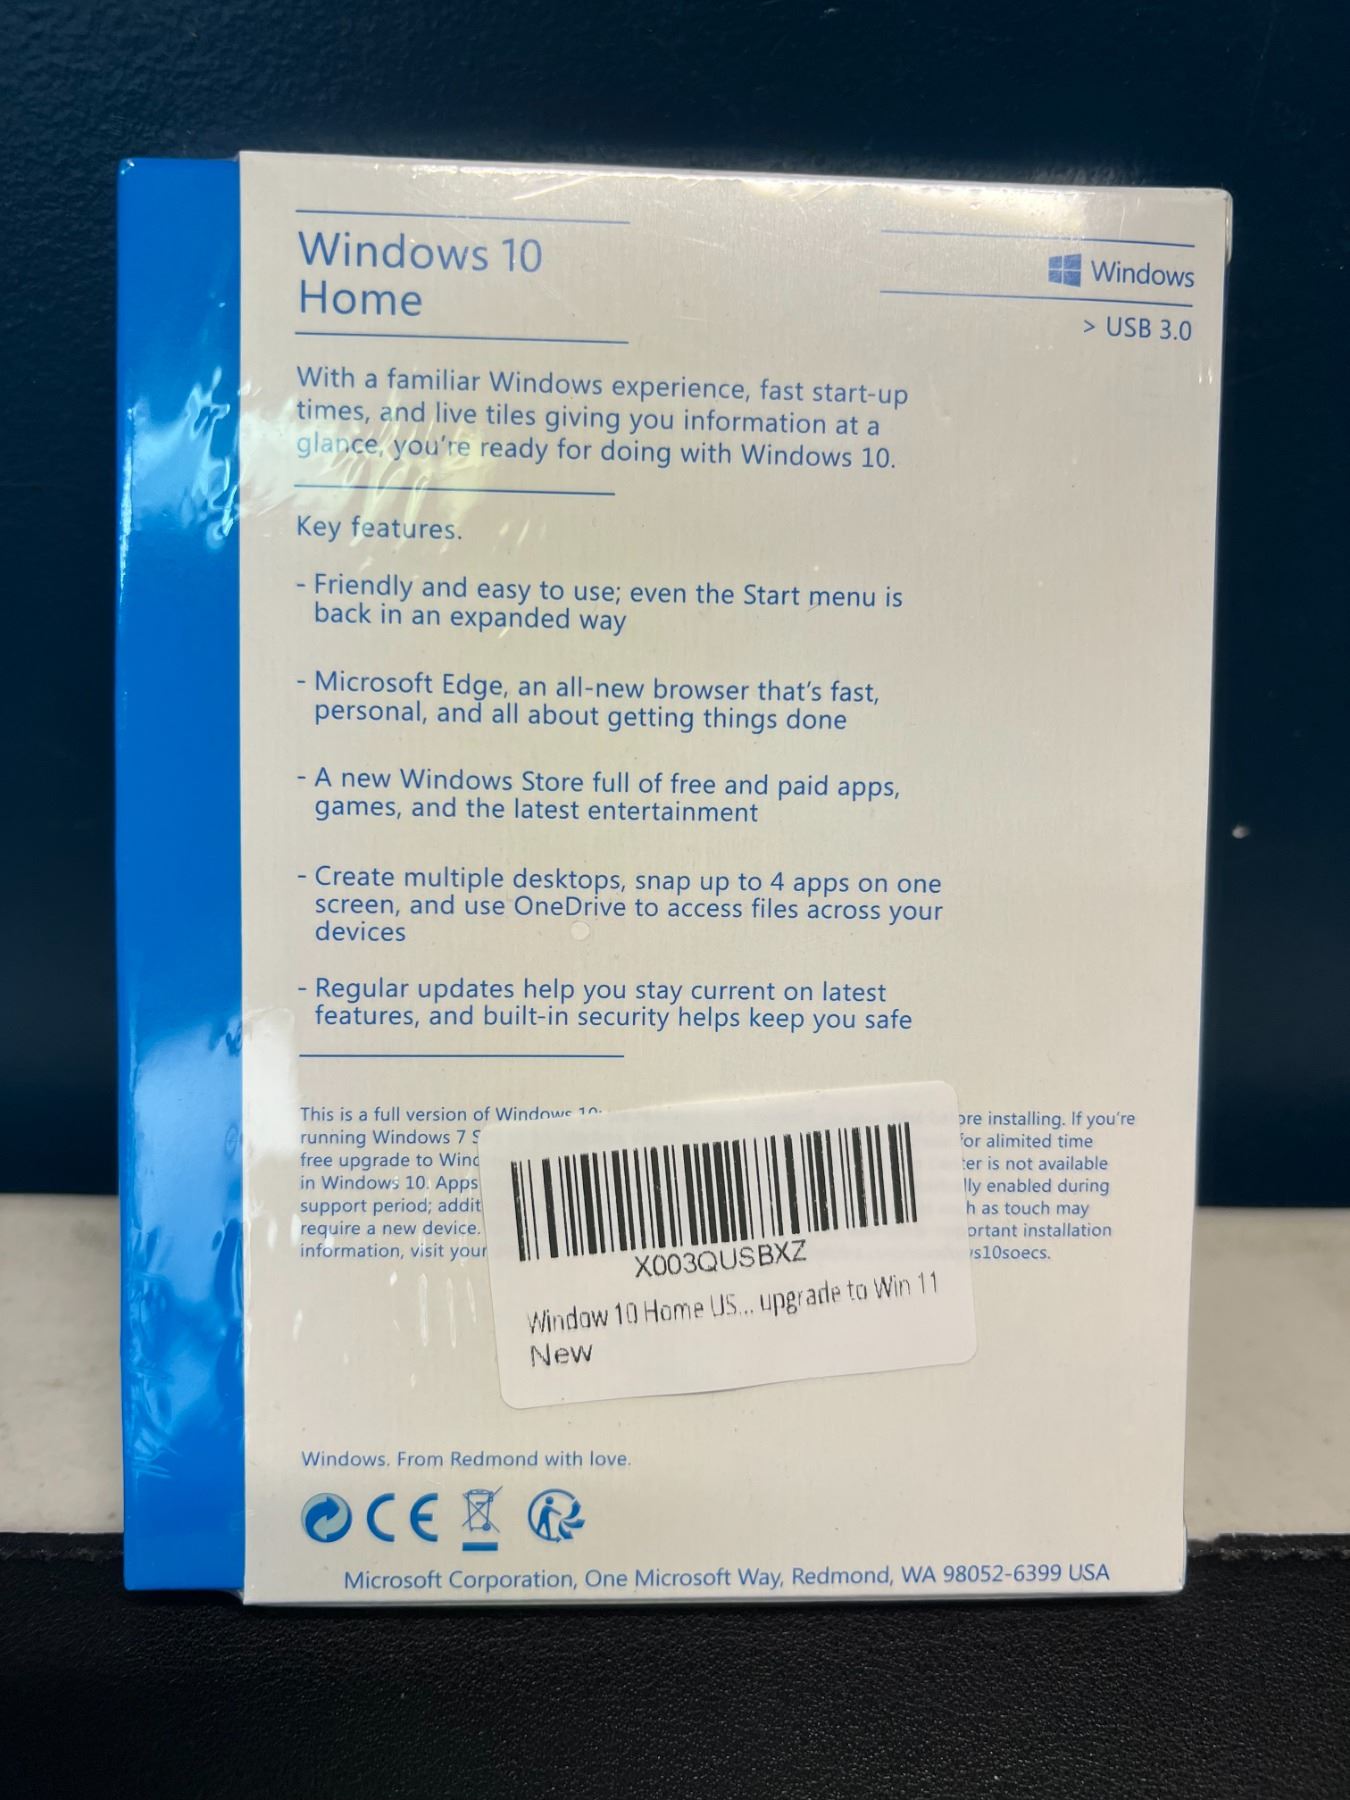 Windows 10
Home
Windows
> USB 3.0
With a familiar Windows experience, fast start-up
times, and live tiles giving you information at a
glance, you're ready for doing with Windows 10.
Key features.
- Friendly and easy to use; even the Start menu is
back in an expanded way
- Microsoft Edge, an all-new browser that's fast,
personal, and all about getting things done
- A new Windows Store full of free and paid apps,
games, and the latest entertainment
- Create multiple desktops, snap up to 4 apps on one
screen, and use OneDrive to access files across your
devices
- Regular updates help you stay current on latest
features, and built-in security helps keep you safe
This is a full version of Windows 10; ore installing. If you're
running Windows 7 S for alimited time
free upgrade to Wind ter is not available
in Windows 10. Apps lly enabled during
support period; addit h as touch may
require a new device. ortant installation
information, visit your s10soecs.
X003QUSBXZ
Window 10 Home US... upgrade to Win 11
New
Windows. From Redmond with love.
CE
Microsoft Corporation, One Microsoft Way, Redmond, WA 98052-6399 USA